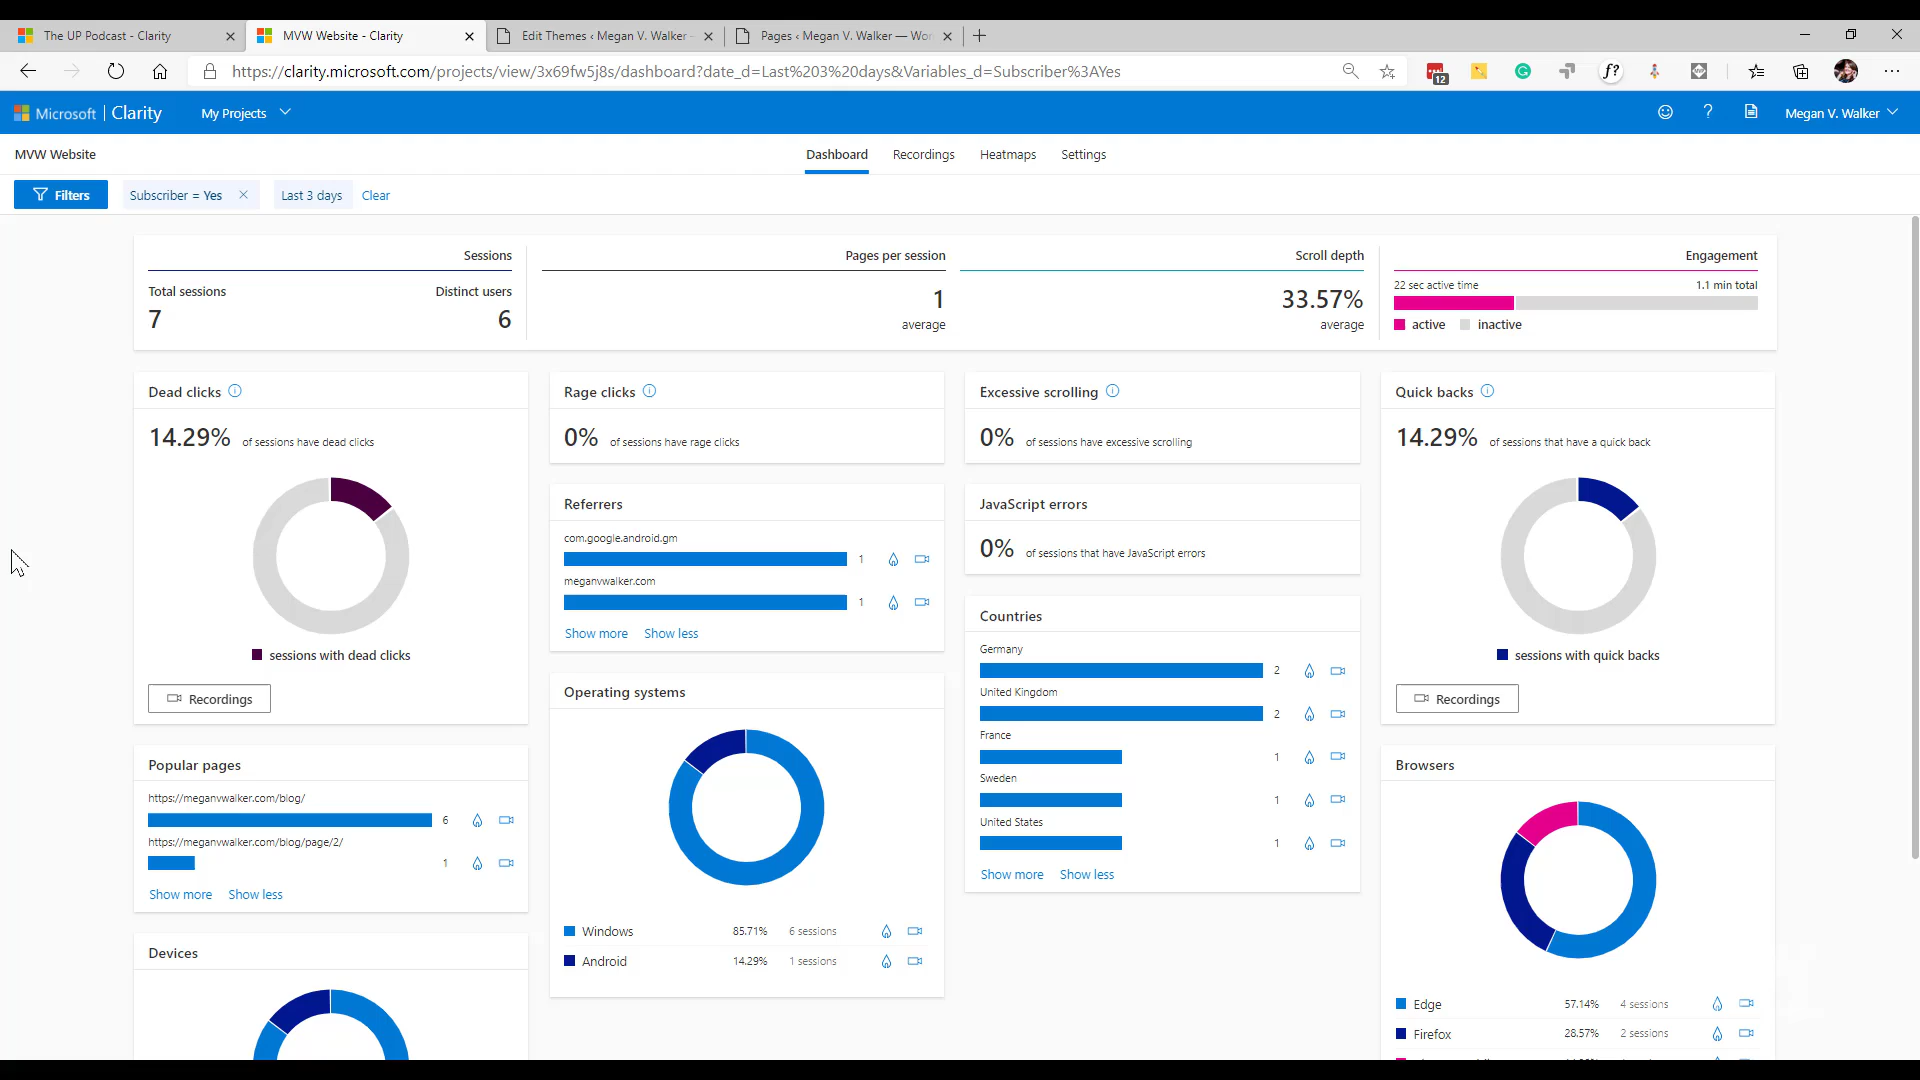 The UP Podcast - Clarity
MVW Website - Clarity
Edit Themes ‹ Megan V. Walker -
Pages ‹ Megan V. Walker — Wor
https://clarity.microsoft.com/projects/view/3x69fw5j8s/dashboard?date_d=Last%203%20days&Variables_d=Subscriber%3AYes
12
f?
Microsoft | Clarity
My Projects
?
Megan V. Walker
MVW Website
Dashboard
Recordings
Heatmaps
Settings
Filters
Subscriber = Yes
Last 3 days
Clear
Sessions
Total sessions
Distinct users
7
6
Pages per session
1
average
Scroll depth
33.57%
average
Engagement
22 sec active time
1.1 min total
active
inactive
Dead clicks
14.29% of sessions have dead clicks
sessions with dead clicks
Recordings
Rage clicks
0% of sessions have rage clicks
Excessive scrolling
0% of sessions have excessive scrolling
Quick backs
14.29% of sessions that have a quick back
sessions with quick backs
Recordings
Referrers
com.google.android.gm
1
meganvwalker.com
1
Show more Show less
JavaScript errors
0% of sessions that have JavaScript errors
Countries
Germany
2
United Kingdom
2
France
1
Sweden
1
United States
1
Show more Show less
Operating systems
Windows 85.71% 6 sessions
Android 14.29% 1 sessions
Popular pages
https://meganvwalker.com/blog/
6
https://meganvwalker.com/blog/page/2/
1
Show more Show less
Browsers
Edge 57.14% 4 sessions
Firefox 28.57% 2 sessions
Devices